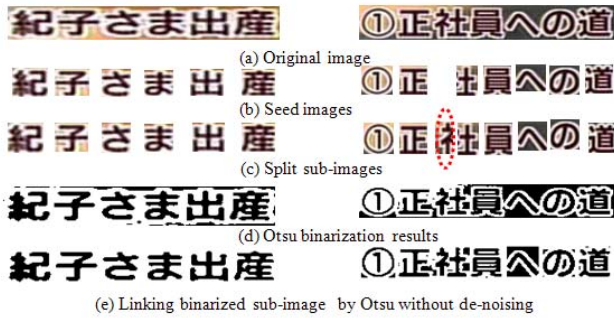 紀子さま出産 ①正社員への道
(a) Original image
紀子さま出産 ①正 社員への道
(b) Seed images
紀子さま出産 ①正社員への道
(c) Split sub-images
紀子さま出産 ①正社員への道
(d) Otsu binarization results
紀子さま出産 ①正社員への道
(e) Linking binarized sub-image by Otsu without de-noising